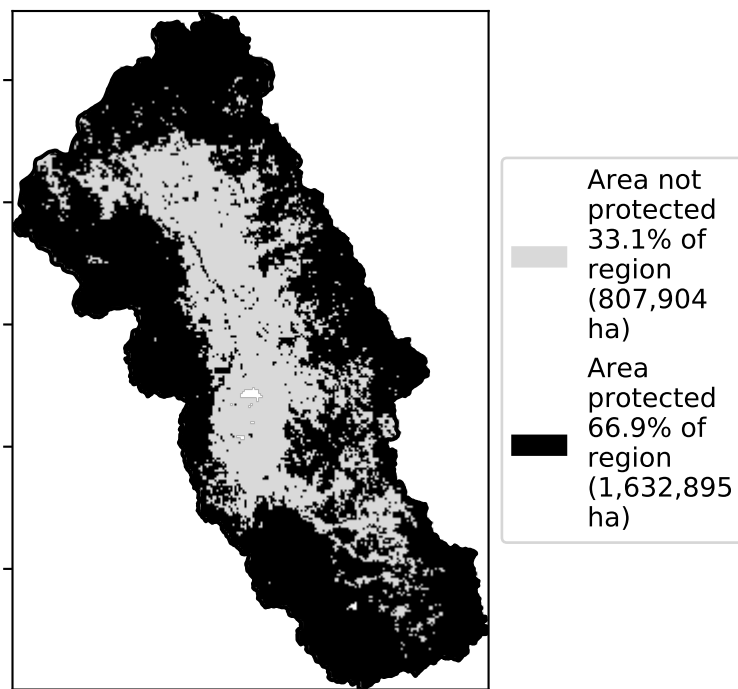 Area not
protected
33.1% of
region
(807,904
ha)
Area
protected
66.9% of
region
(1,632,895
ha)